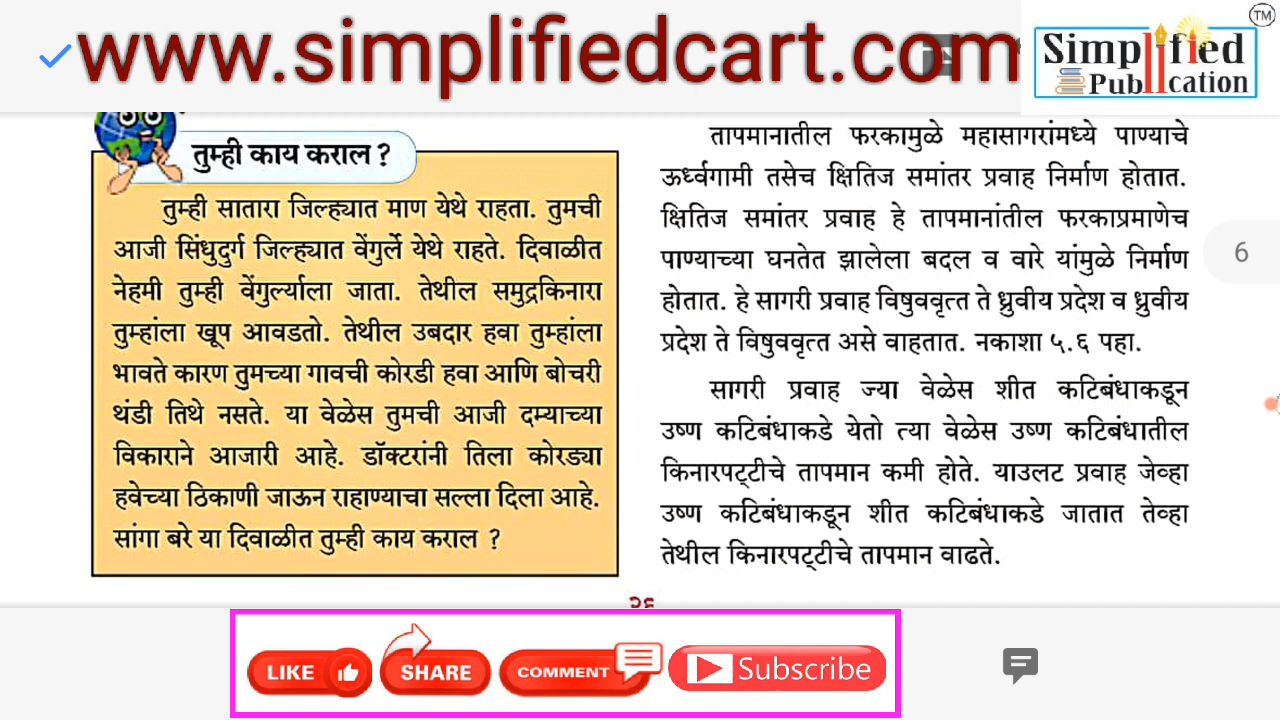 www.simplifiedcart.com
Simplified
Publication
TM
तुम्ही काय कराल ?
तुम्ही सातारा जिल्ह्यात माण येथे राहता. तुमची
आजी सिंधुदुर्ग जिल्ह्यात वेंगुर्ले येथे राहते. दिवाळीत
नेहमी तुम्ही वेंगुर्ल्याला जाता. तेथील समुद्रकिनारा
तुम्हांला खूप आवडतो. तेथील उबदार हवा तुम्हांला
भावते कारण तुमच्या गावची कोरडी हवा आणि बोचरी
थंडी तिथे नसते. या वेळेस तुमची आजी दम्याच्या
विकाराने आजारी आहे. डॉक्टरांनी तिला कोरड्या
हवेच्या ठिकाणी जाऊन राहाण्याचा सल्ला दिला आहे.
सांगा बरे या दिवाळीत तुम्ही काय कराल ?
तापमानातील फरकामुळे महासागरांमध्ये पाण्याचे
ऊर्ध्वगामी तसेच क्षितिज समांतर प्रवाह निर्माण होतात.
क्षितिज समांतर प्रवाह हे तापमानांतील फरकाप्रमाणेच
पाण्याच्या घनतेत झालेला बदल व वारे यांमुळे निर्माण
होतात. हे सागरी प्रवाह विषुववृत्त ते ध्रुवीय प्रदेश व ध्रुवीय
प्रदेश ते विषुववृत्त असे वाहतात. नकाशा ५.६ पहा.
सागरी प्रवाह ज्या वेळेस शीत कटिबंधाकडून
उष्ण कटिबंधाकडे येतो त्या वेळेस उष्ण कटिबंधातील
किनारपट्टीचे तापमान कमी होते. याउलट प्रवाह जेव्हा
उष्ण कटिबंधाकडून शीत कटिबंधाकडे जातात तेव्हा
तेथील किनारपट्टीचे तापमान वाढते.
6
LIKE
SHARE
COMMENT
Subscribe